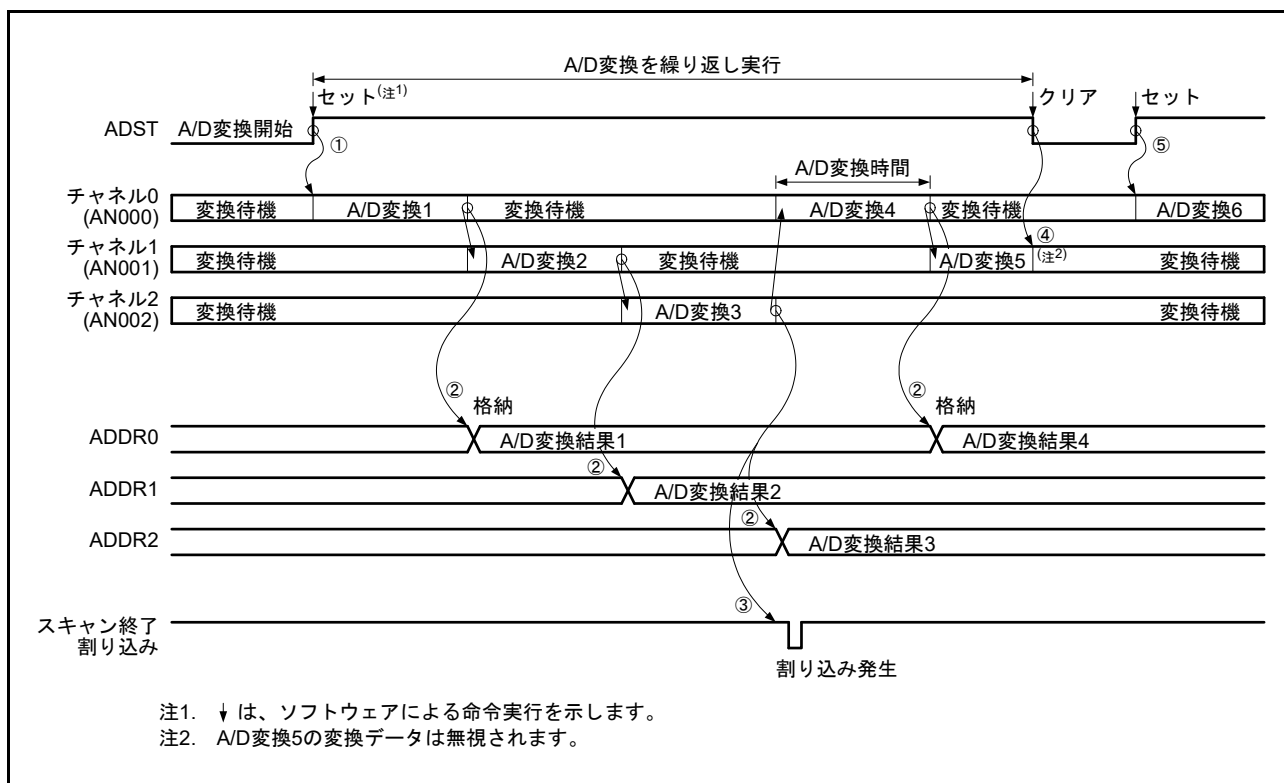 A/D変換を繰り返し実行
セット(注1)
クリア
セット
ADST
A/D変換開始
①
⑤
A/D変換時間
チャネル0
(AN000)
変換待機
A/D変換1
変換待機
A/D変換4
変換待機
A/D変換6
チャネル1
(AN001)
変換待機
A/D変換2
変換待機
A/D変換5
④
(注2)
変換待機
チャネル2
(AN002)
変換待機
A/D変換3
変換待機
②
格納
②
格納
ADDR0
A/D変換結果1
A/D変換結果4
②
ADDR1
A/D変換結果2
②
ADDR2
A/D変換結果3
③
スキャン終了
割り込み
割り込み発生
注1. ↓は、ソフトウェアによる命令実行を示します。
注2. A/D変換5の変換データは無視されます。